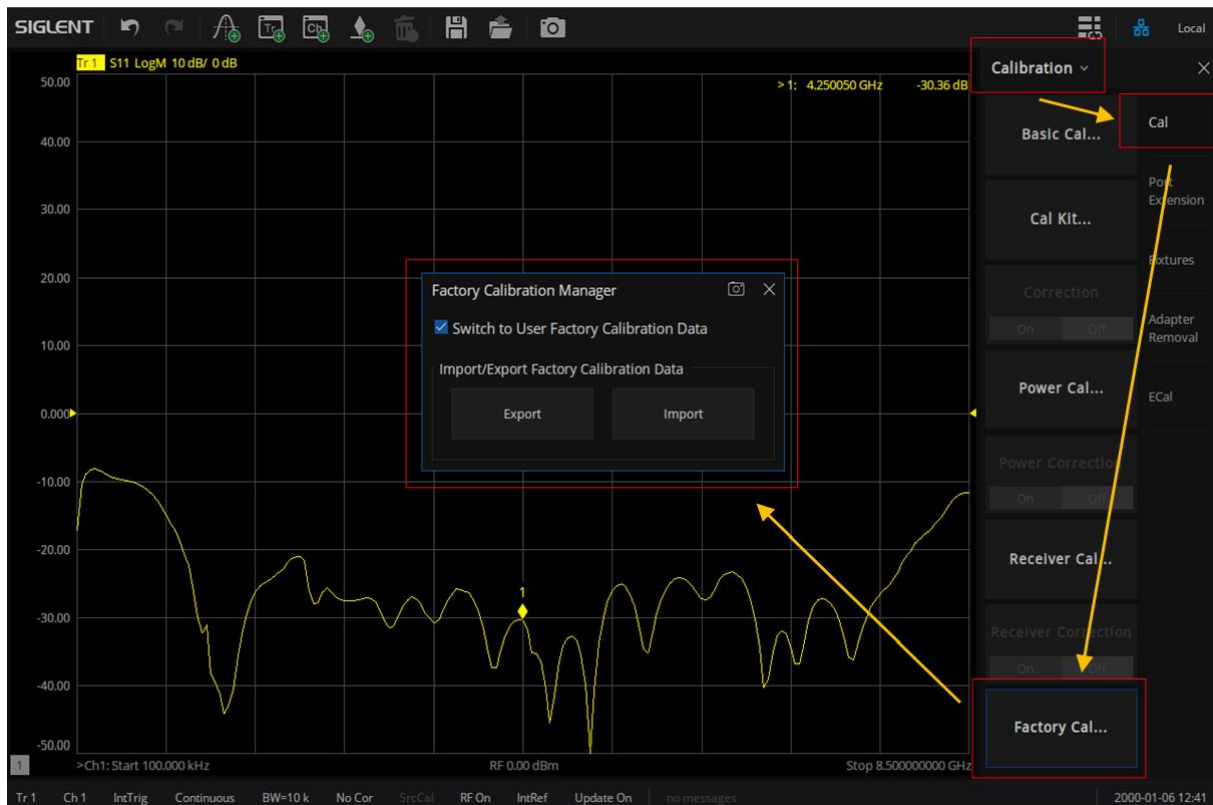 SIGLENT
Tr
Ch
Local
Tr 1 S11 LogM 10 dB/ 0 dB
> 1: 4.250050 GHz -30.36 dB
50.00
40.00
30.00
20.00
10.00
0.000
-10.00
-20.00
-30.00
-40.00
-50.00
1
Factory Calibration Manager
Switch to User Factory Calibration Data
Import/Export Factory Calibration Data
Export Import
Calibration
Basic Cal...
Cal Kit...
Correction
On Off
Power Cal...
Power Correction
On Off
Receiver Cal...
Receiver Correction
On Off
Factory Cal...
Cal
Port
Extension
Fixtures
Adapter
Removal
ECal
1 >Ch1: Start 100.000 kHz RF 0.00 dBm Stop 8.500000000 GHz
Tr 1 Ch 1 IntTrig Continuous BW=10 k No Cor SrcCal RF On IntRef Update On no messages 2000-01-06 12:41